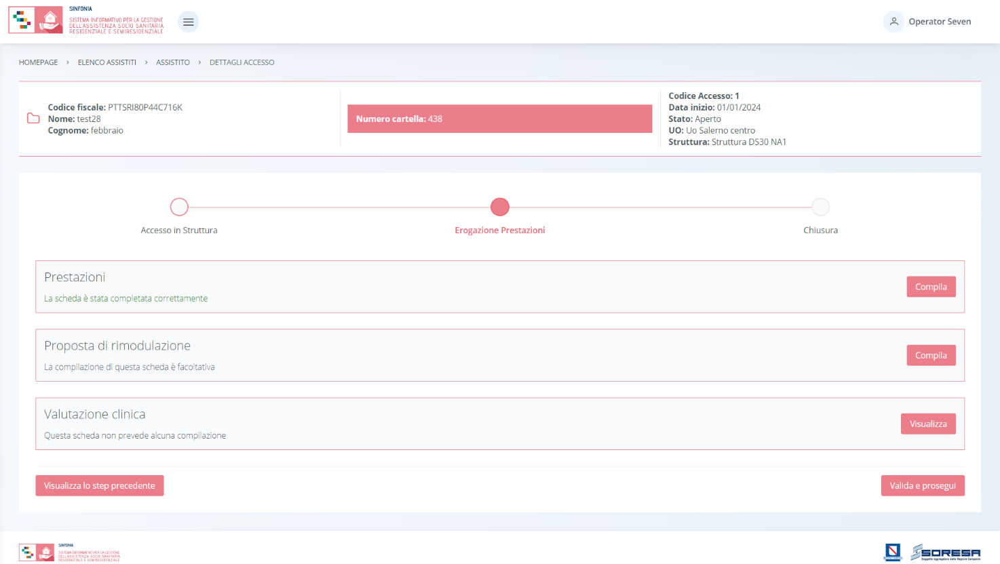 SINFONIA
SISTEMA INFORMATIVO PER LA GESTIONE
DELL'ASSISTENZA SOCIO SANITARIA
RESIDENZIALE E SEMIRESIDENZIALE
Operator Seven
HOMEPAGE > ELENCO ASSISTITI > ASSISTITO > DETTAGLI ACCESSO
Codice fiscale: PTTSRI80P44C716K
Nome: test28
Cognome: febbraio
Numero cartella: 438
Codice Accesso: 1
Data inizio: 01/01/2024
Stato: Aperto
UO: Uo Salerno centro
Struttura: Struttura DS30 NA1
Accesso in Struttura
Erogazione Prestazioni
Chiusura
Prestazioni
La scheda è stata completata correttamente
Compila
Proposta di rimodulazione
La compilazione di questa scheda è facoltativa
Compila
Valutazione clinica
Questa scheda non prevede alcuna compilazione
Visualizza
Visualizza lo step precedente
Valida e prosegui
SINFONIA
SISTEMA INFORMATIVO PER LA GESTIONE
DELL'ASSISTENZA SOCIO SANITARIA
RESIDENZIALE E SEMIRESIDENZIALE
SORESA
Soggetto Aggregatore della Regione Campania